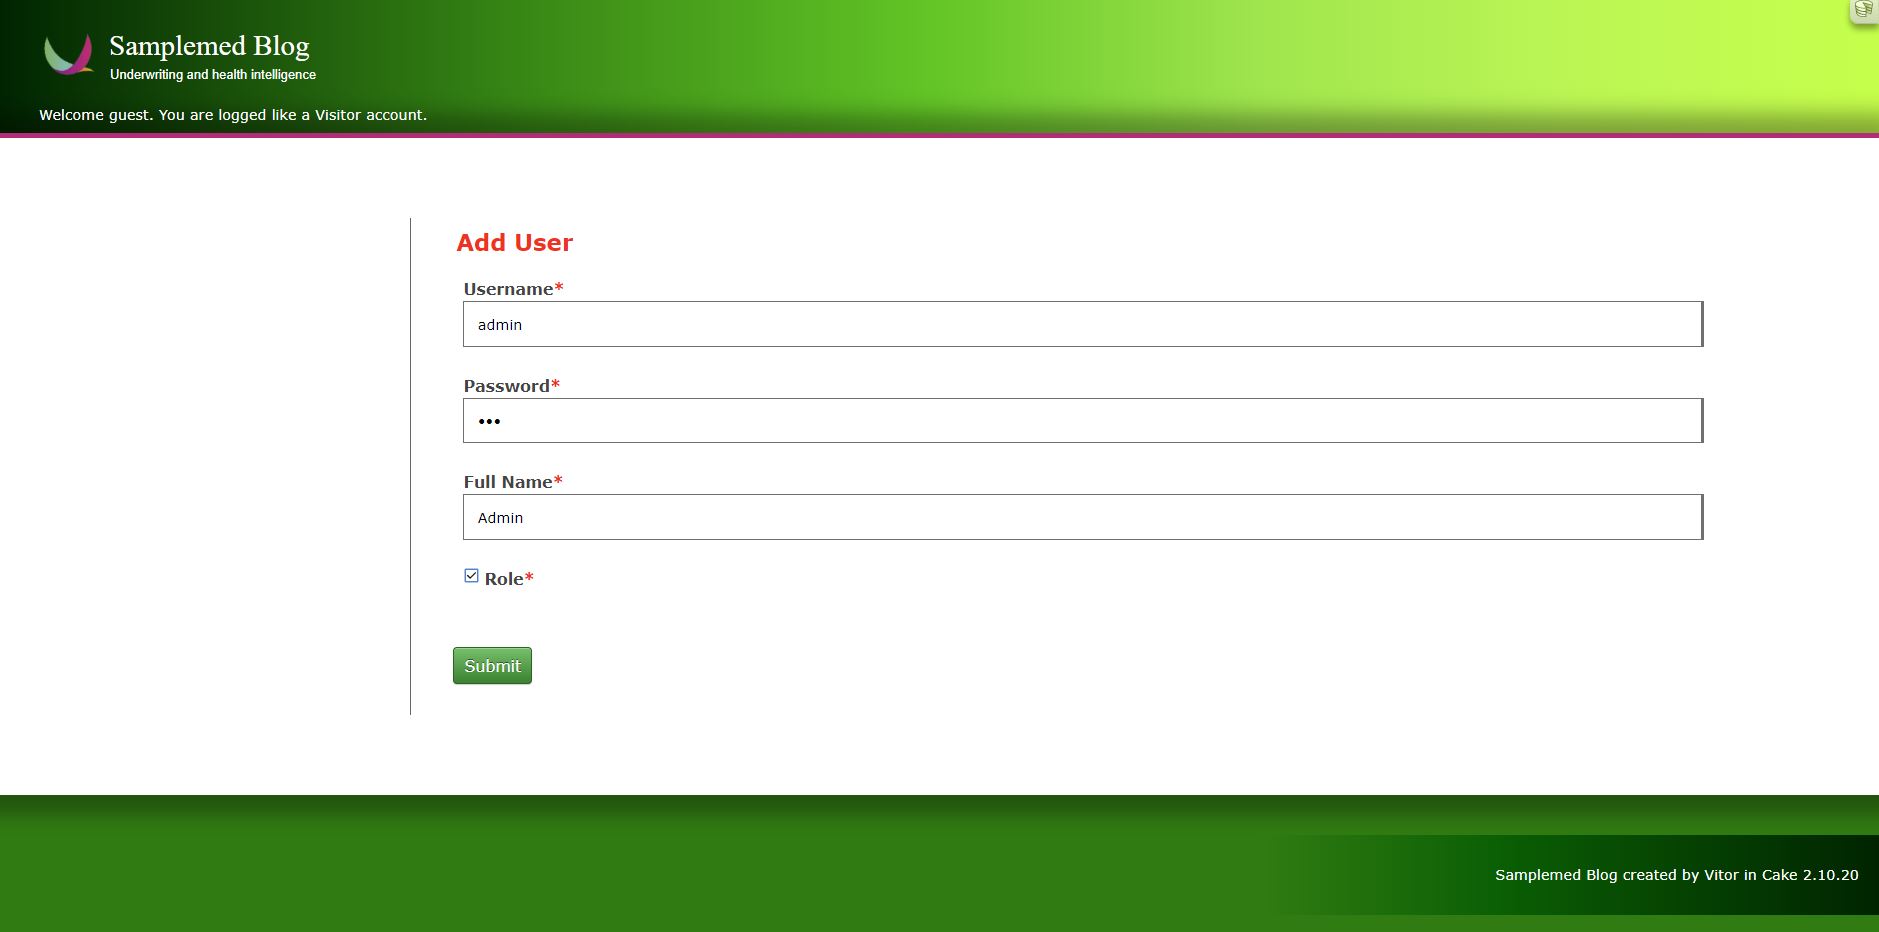 Samplemed Blog
Underwriting and health intelligence
Welcome guest. You are logged like a Visitor account.
Add User
Username*
admin
Password*
•••
Full Name*
Admin
Role*
Submit
Samplemed Blog created by Vitor in Cake 2.10.20